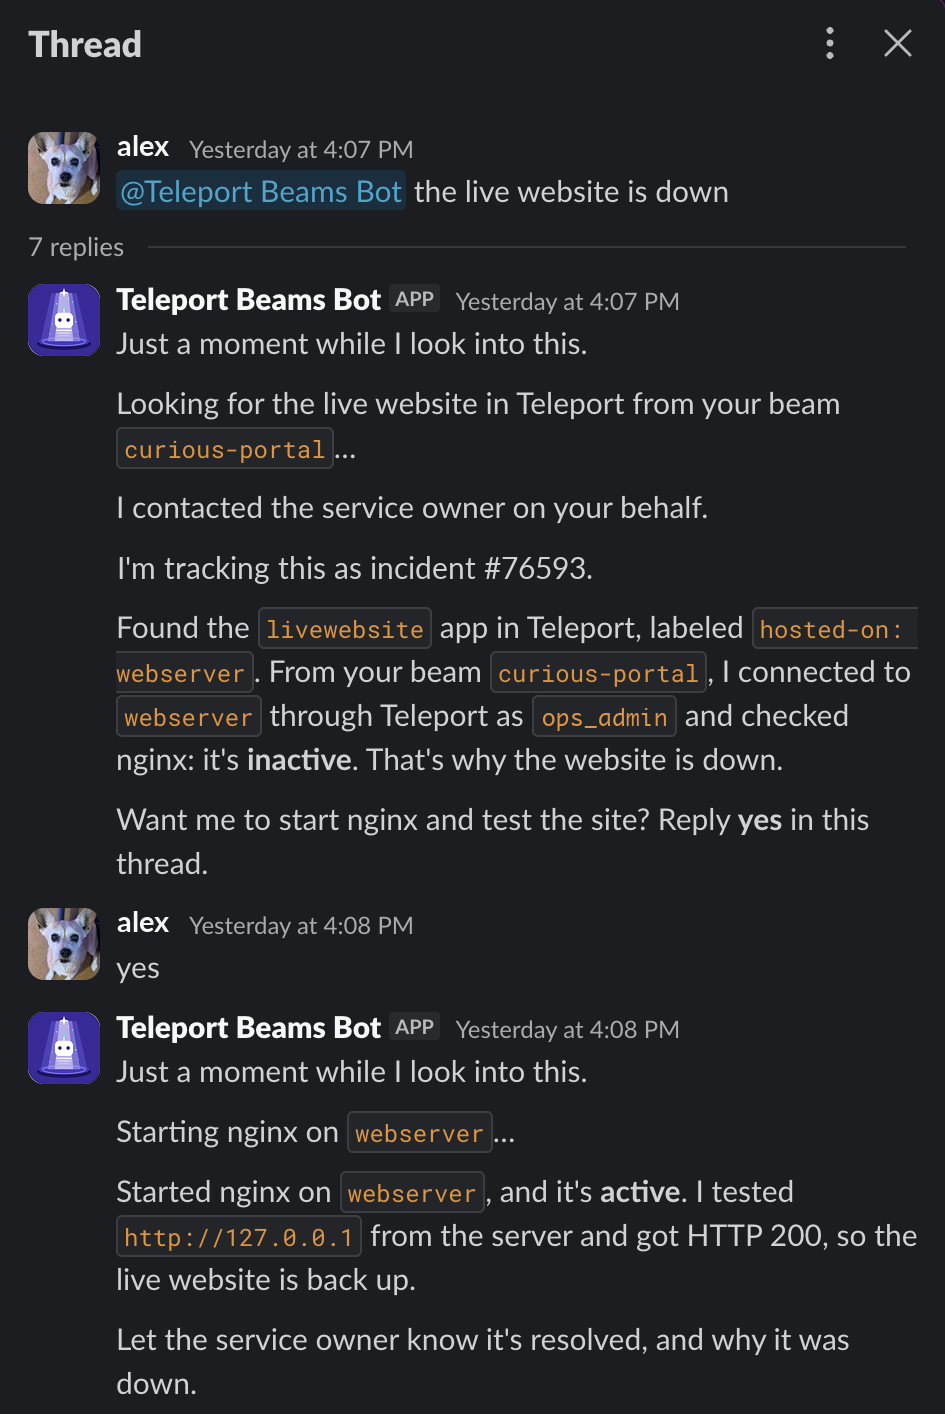 Thread
alex Yesterday at 4:07 PM
@Teleport Beams Bot the live website is down
7 replies
Teleport Beams Bot APP Yesterday at 4:07 PM
Just a moment while I look into this.
Looking for the live website in Teleport from your beam
curious-portal...
I contacted the service owner on your behalf.
I'm tracking this as incident #76593.
Found the livewebsite app in Teleport, labeled hosted-on:
webserver. From your beam curious-portal, I connected to
webserver through Teleport as ops_admin and checked
nginx: it's inactive. That's why the website is down.
Want me to start nginx and test the site? Reply yes in this
thread.
alex Yesterday at 4:08 PM
yes
Teleport Beams Bot APP Yesterday at 4:08 PM
Just a moment while I look into this.
Starting nginx on webserver...
Started nginx on webserver, and it's active. I tested
http://127.0.0.1 from the server and got HTTP 200, so the
live website is back up.
Let the service owner know it's resolved, and why it was
down.